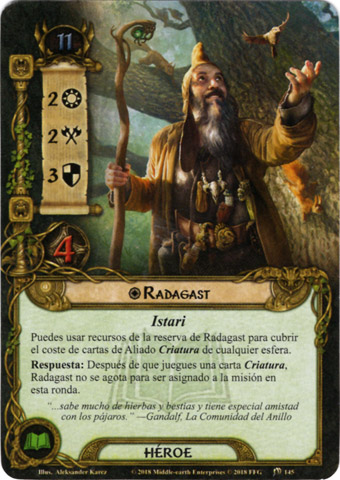 11
2
2
3
4
Radagast
Istari
Puedes usar recursos de la reserva de Radagast para cubrir
el coste de cartas de Aliado Criatura de cualquier esfera.
Respuesta: Después de que juegues una carta Criatura,
Radagast no se agota para ser asignado a la misión en
esta ronda.
"...sabe mucho de hierbas y bestias y tiene especial amistad
con los pájaros." —Gandalf, La Comunidad del Anillo
HÉROE
Illus. Aleksander Karcz © 2018 Middle-earth Enterprises © 2018 FFG 145